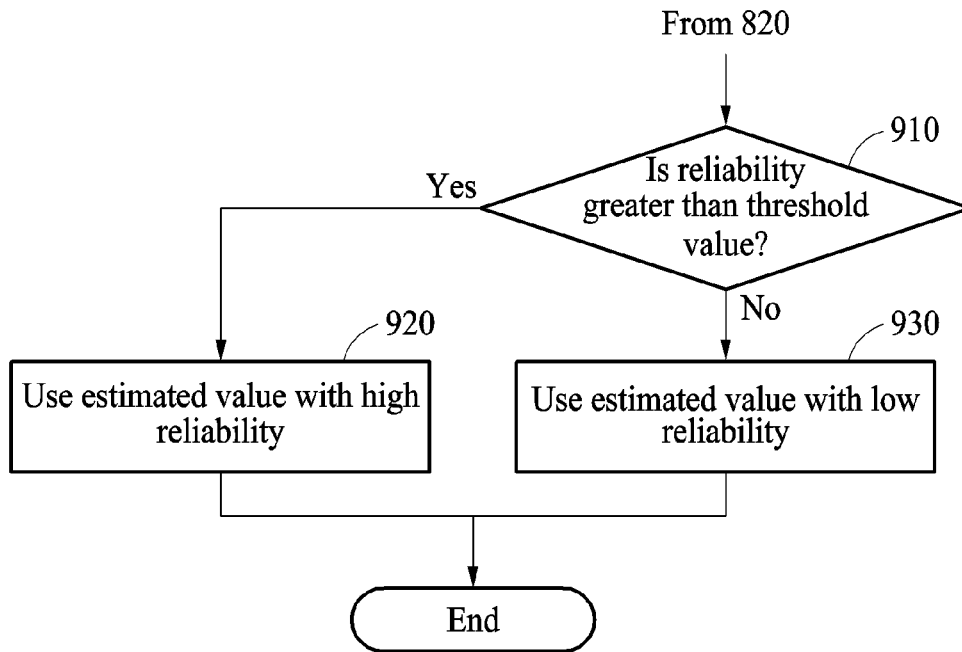 From 820
910
Is reliability
greater than threshold
value?
Yes
No
920
Use estimated value with high
reliability
930
Use estimated value with low
reliability
End